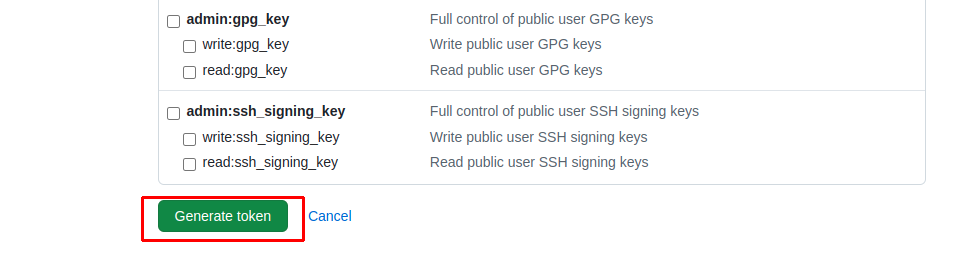 admin:gpg_key Full control of public user GPG keys
write:gpg_key Write public user GPG keys
read:gpg_key Read public user GPG keys
admin:ssh_signing_key Full control of public user SSH signing keys
write:ssh_signing_key Write public user SSH signing keys
read:ssh_signing_key Read public user SSH signing keys
Generate token Cancel